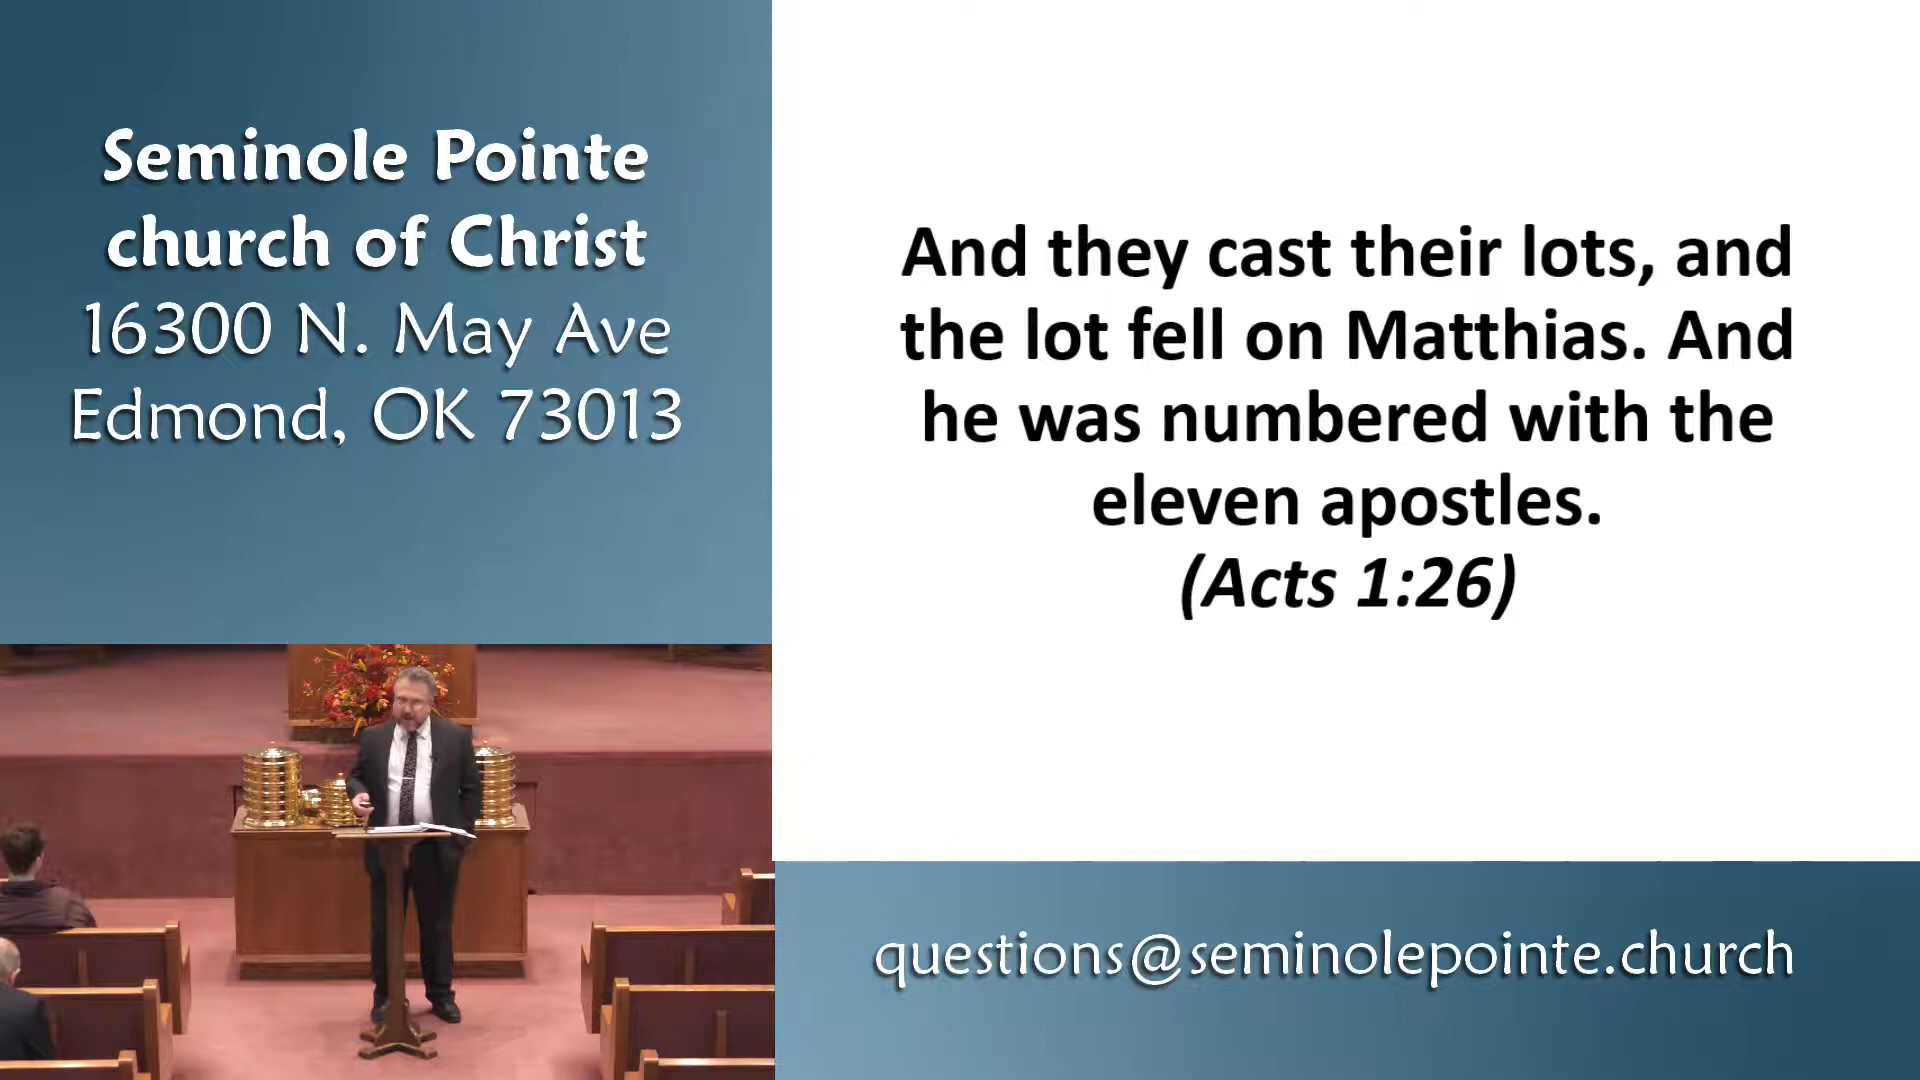 Seminole Pointe
church of Christ
16300 N. May Ave
Edmond, OK 73013
And they cast their lots, and
the lot fell on Matthias. And
he was numbered with the
eleven apostles.
(Acts 1:26)
questions@seminolepointe.church